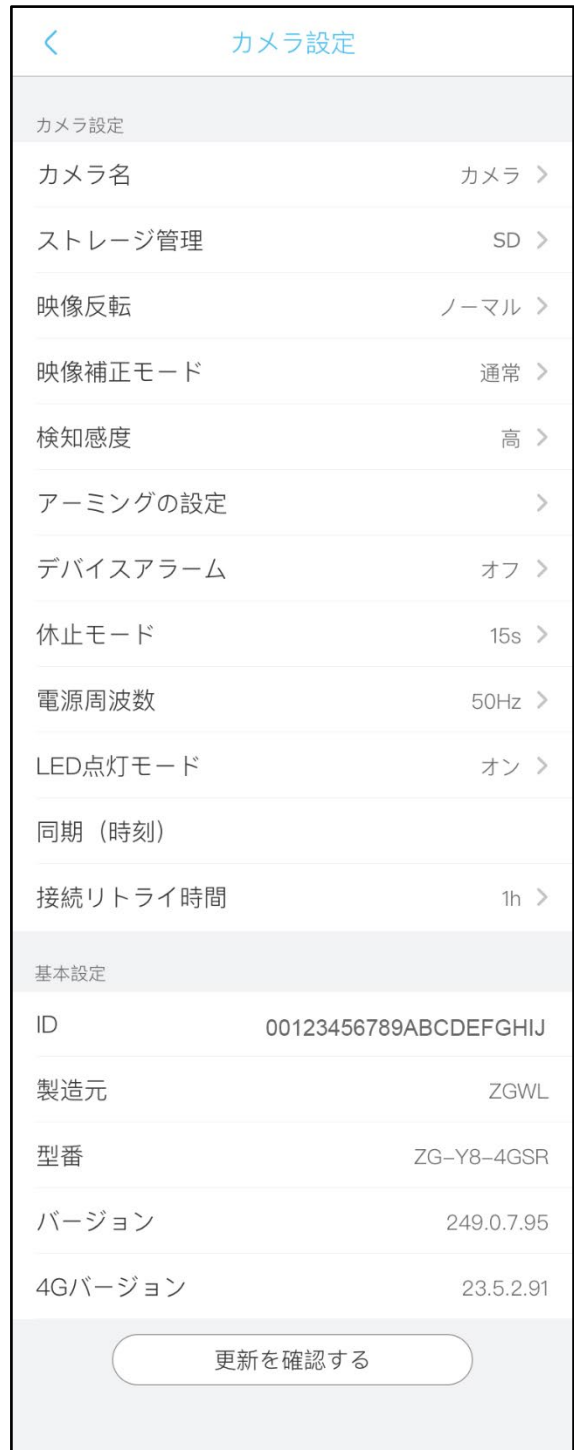 カメラ設定
カメラ設定
カメラ名 カメラ
ストレージ管理 SD
映像反転 ノーマル
映像補正モード 通常
検知感度 高
アーミングの設定
デバイスアラーム オフ
休止モード 15s
電源周波数 50Hz
LED点灯モード オン
同期（時刻）
接続リトライ時間 1h
基本設定
ID 00123456789ABCDEFGHIJ
製造元 ZGWL
型番 ZG-Y8-4GSR
バージョン 249.0.7.95
4Gバージョン 23.5.2.91
更新を確認する